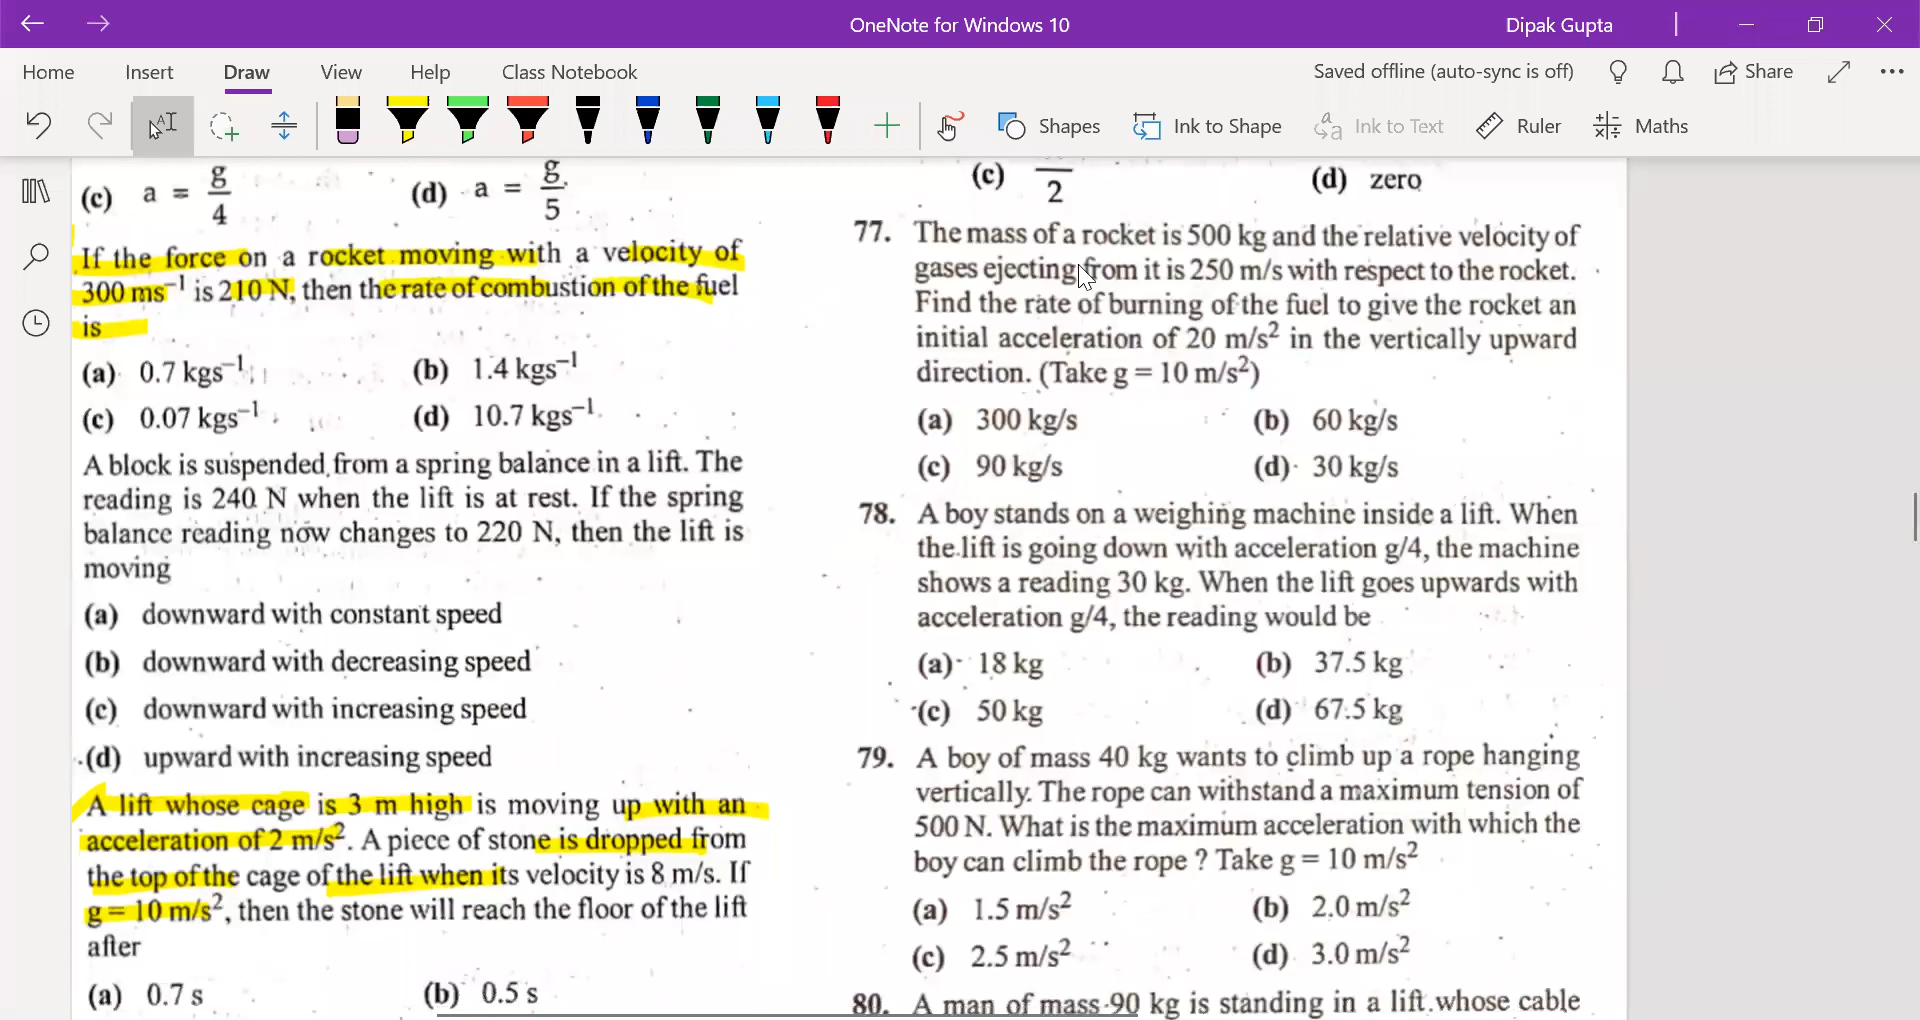 OneNote for Windows 10
Dipak Gupta
Home Insert Draw View Help Class Notebook
Saved offline (auto-sync is off) Share
Shapes Ink to Shape Ink to Text Ruler Maths
(c) a = g/4 (d) a = g/5
If the force on a rocket moving with a velocity of
300 ms⁻¹ is 210 N, then the rate of combustion of the fuel
is
(a) 0.7 kgs⁻¹ (b) 1.4 kgs⁻¹
(c) 0.07 kgs⁻¹ (d) 10.7 kgs⁻¹
A block is suspended from a spring balance in a lift. The
reading is 240 N when the lift is at rest. If the spring
balance reading now changes to 220 N, then the lift is
moving
(a) downward with constant speed
(b) downward with decreasing speed
(c) downward with increasing speed
(d) upward with increasing speed
A lift whose cage is 3 m high is moving up with an
acceleration of 2 m/s². A piece of stone is dropped from
the top of the cage of the lift when its velocity is 8 m/s. If
g = 10 m/s², then the stone will reach the floor of the lift
after
(a) 0.7 s (b) 0.5 s
(c) 2 (d) zero
77. The mass of a rocket is 500 kg and the relative velocity of
gases ejecting from it is 250 m/s with respect to the rocket.
Find the rate of burning of the fuel to give the rocket an
initial acceleration of 20 m/s² in the vertically upward
direction. (Take g = 10 m/s²)
(a) 300 kg/s (b) 60 kg/s
(c) 90 kg/s (d) 30 kg/s
78. A boy stands on a weighing machine inside a lift. When
the lift is going down with acceleration g/4, the machine
shows a reading 30 kg. When the lift goes upwards with
acceleration g/4, the reading would be
(a) 18 kg (b) 37.5 kg
(c) 50 kg (d) 67.5 kg
79. A boy of mass 40 kg wants to climb up a rope hanging
vertically. The rope can withstand a maximum tension of
500 N. What is the maximum acceleration with which the
boy can climb the rope ? Take g = 10 m/s²
(a) 1.5 m/s² (b) 2.0 m/s²
(c) 2.5 m/s² (d) 3.0 m/s²
80. A man of mass 90 kg is standing in a lift whose cable